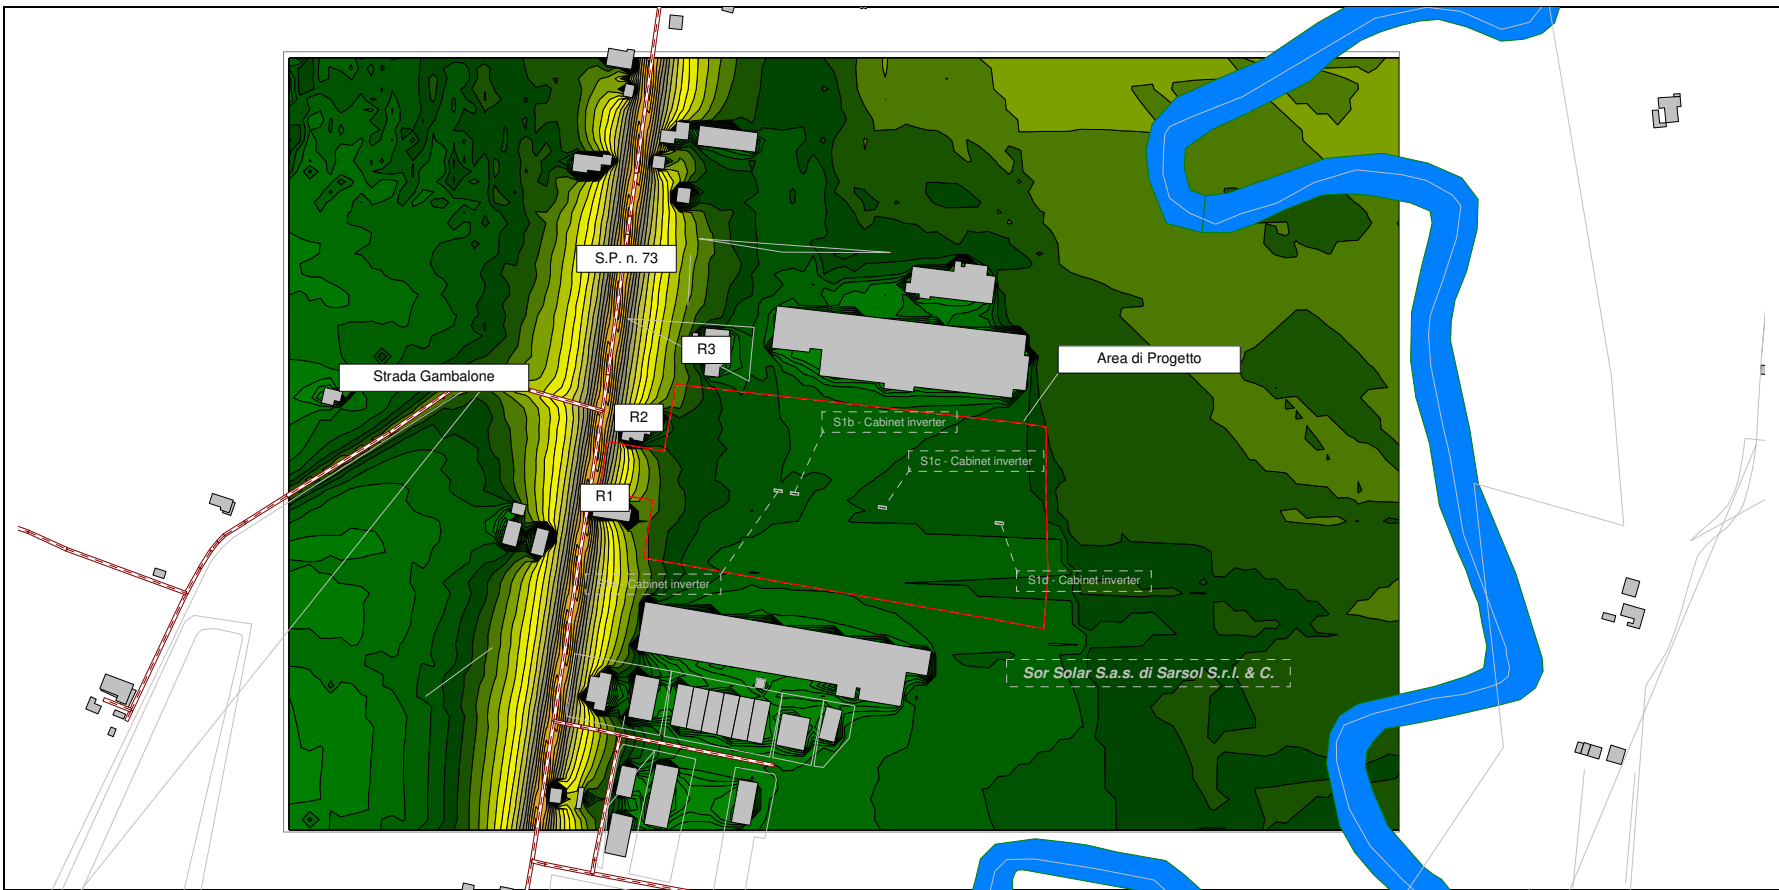 S.P. n. 73
R3
Area di Progetto
Strada Gambalone
R2
S1b - Cabinet inverter
S1c - Cabinet inverter
R1
Cabinet inverter
S1d - Cabinet inverter
Sor Solar S.a.s. di Sarsol S.r.l. & C.